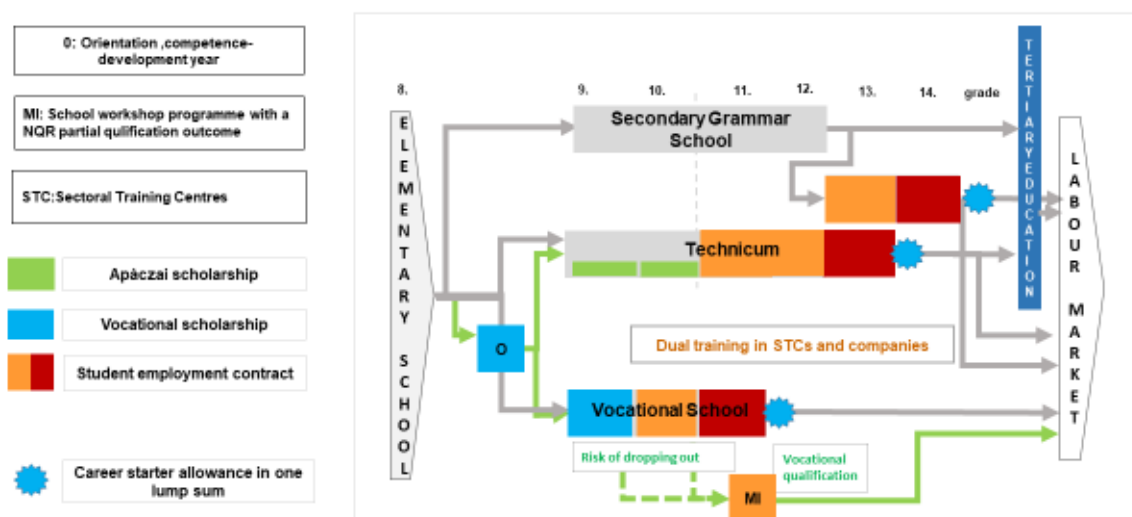 0: Orientation ,competence-
development year
MI: School workshop programme with a
NQR partial qulification outcome
STC:Sectoral Training Centres
Apàczai scholarship
Vocational scholarship
Student employment contract
Career starter allowance in one
lump sum
8.
9.
10.
11.
12.
13.
14.
grade
ELEMENTARY SCHOOL
Secondary Grammar
School
Technicum
O
Dual training in STCs and companies
Vocational School
Risk of dropping out
MI
Vocational
qualification
TERTIARYEDUCATION
LABOUR MARKET